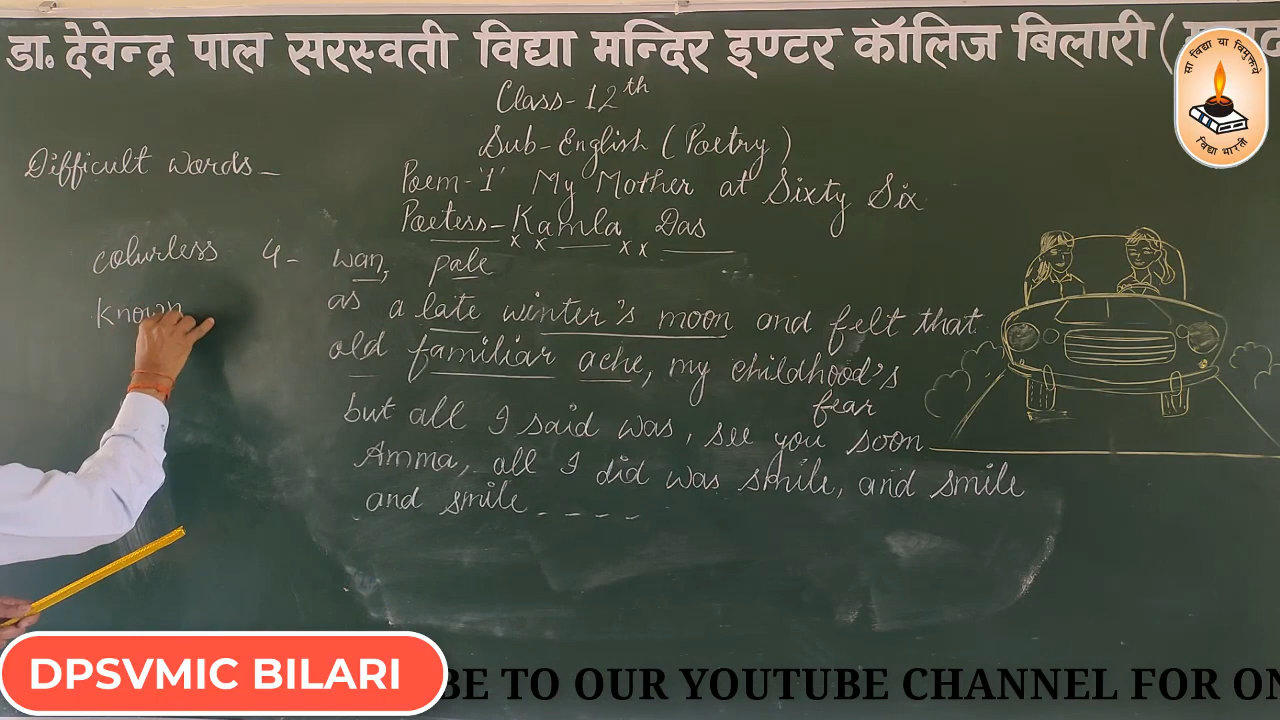 डा. देवेन्द्र पाल सरस्वती विद्या मन्दिर इण्टर कॉलिज बिलारी (
सा विद्या या विमुक्तये
विद्या भारती
Class-12th
Sub-English (Poetry)
Difficult words-
Poem-'1' My Mother at Sixty Six
Poetess-Kamla Das
x x x x
colurless 4- wan, pale
known as a late winter's moon and felt that
old familiar ache, my childhood's
fear
but all I said was, see you soon
Amma, all I did was smile, and smile
and smile - - - -
DPSVMIC BILARI
BE TO OUR YOUTUBE CHANNEL FOR ON